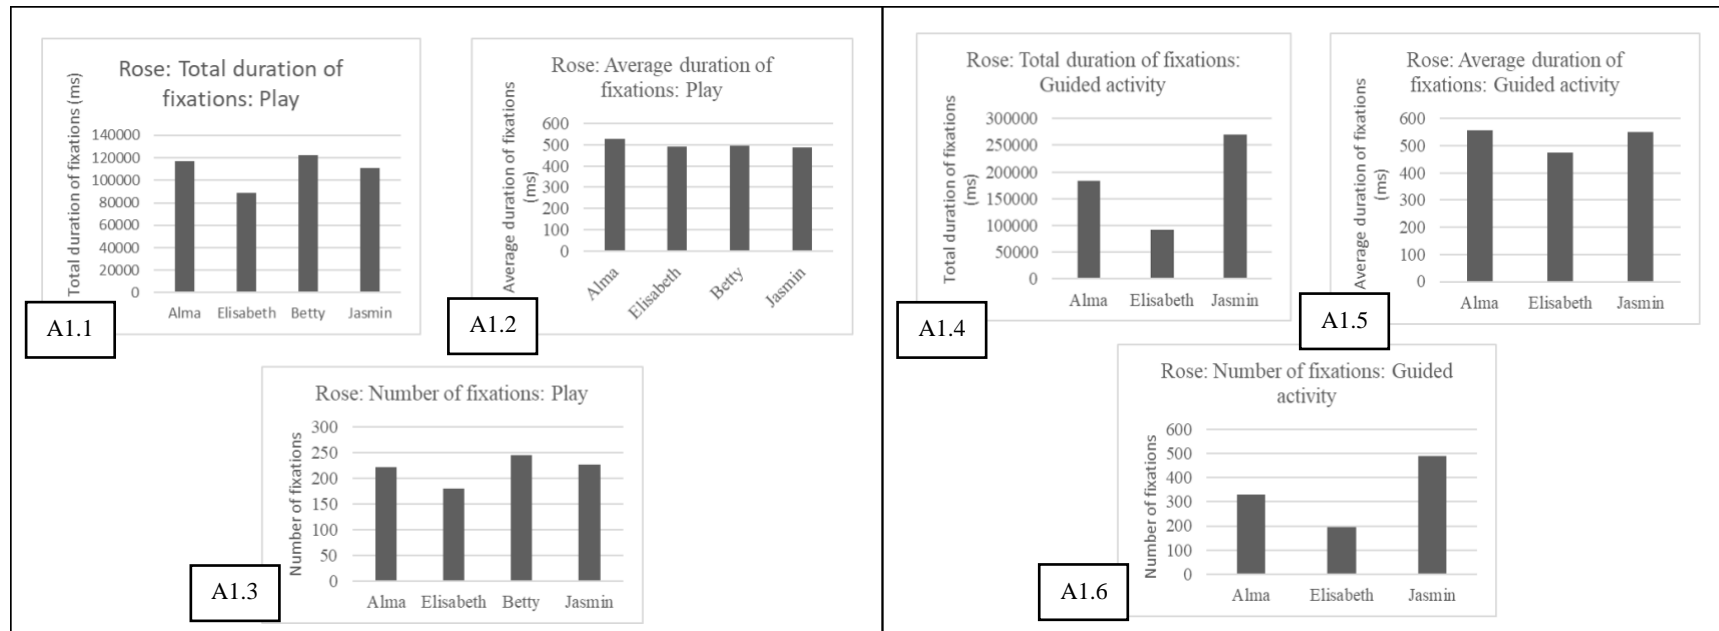 Rose: Total duration of
fixations: Play
Total duration of fixations (ms)
140000
120000
100000
80000
60000
40000
20000
0
Alma Elisabeth Betty Jasmin
A1.1
Rose: Average duration of
fixations: Play
Average duration of fixations
(ms)
600
500
400
300
200
100
0
Alma Elisabeth Betty Jasmin
A1.2
Rose: Number of fixations: Play
Number of fixations
300
250
200
150
100
50
0
Alma Elisabeth Betty Jasmin
A1.3
Rose: Total duration of fixations:
Guided activity
Total duration of fixations
(ms)
300000
250000
200000
150000
100000
50000
0
Alma Elisabeth Jasmin
A1.4
Rose: Average duration of
fixations: Guided activity
Average duration of fixations
(ms)
600
500
400
300
200
100
0
Alma Elisabeth Jasmin
A1.5
Rose: Number of fixations: Guided
activity
Number of fixations
600
500
400
300
200
100
0
Alma Elisabeth Jasmin
A1.6